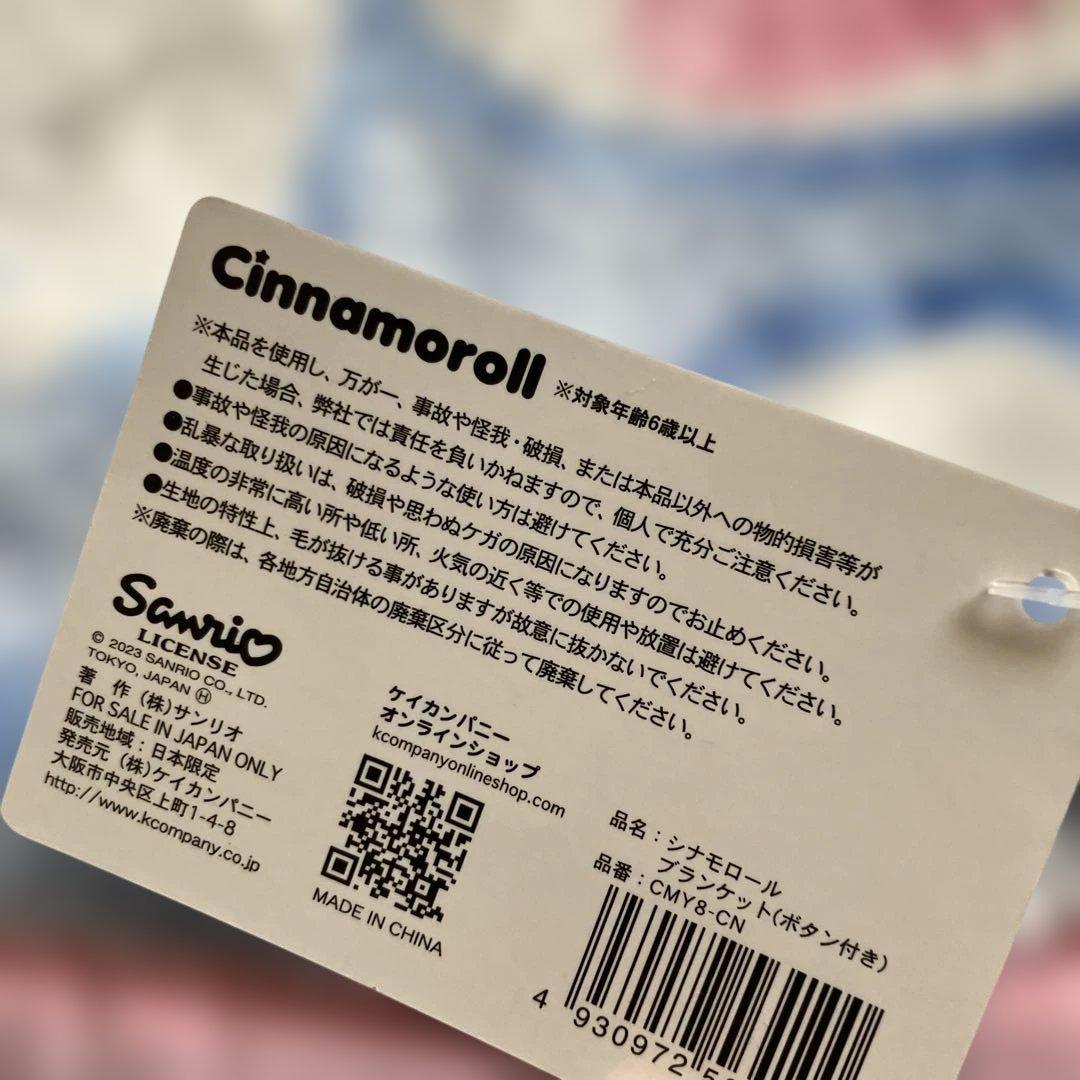 Cinnamoroll
※対象年齢6歳以上
※本品を使用し、万が一、事故や怪我・破損、または本品以外への物的損害等が
生じた場合、弊社では責任を負いかねますので、個人で充分ご注意ください。
●事故や怪我の原因になるような使い方は避けてください。
●乱暴な取り扱いは、破損や思わぬケガの原因になりますのでお止めください。
●温度の非常に高い所や低い所、火気の近く等での使用や放置は避けてください。
●生地の特性上、毛が抜ける事がありますが故意に抜かないでください。
※廃棄の際は、各地方自治体の廃棄区分に従って廃棄してください。
Sanrio
LICENSE
© 2023 SANRIO CO., LTD.
TOKYO, JAPAN Ⓗ
著 作 (株)サンリオ
FOR SALE IN JAPAN ONLY
販売地域:日本限定
発売元 (株)ケイカンパニー
大阪市中央区上町1-4-8
http://www.kcompany.co.jp
ケイカンパニー
オンラインショップ
kcompanyonlineshop.com
MADE IN CHINA
品名:シナモロール
ブランケット(ボタン付き)
品番:CMY8-CN
4 930972